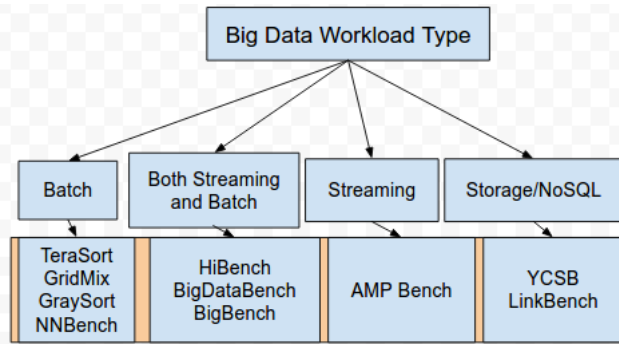 Big Data Workload Type
Batch
Both Streaming
and Batch
Streaming
Storage/NoSQL
TeraSort
GridMix
GraySort
NNBench
HiBench
BigDataBench
BigBench
AMP Bench
YCSB
LinkBench